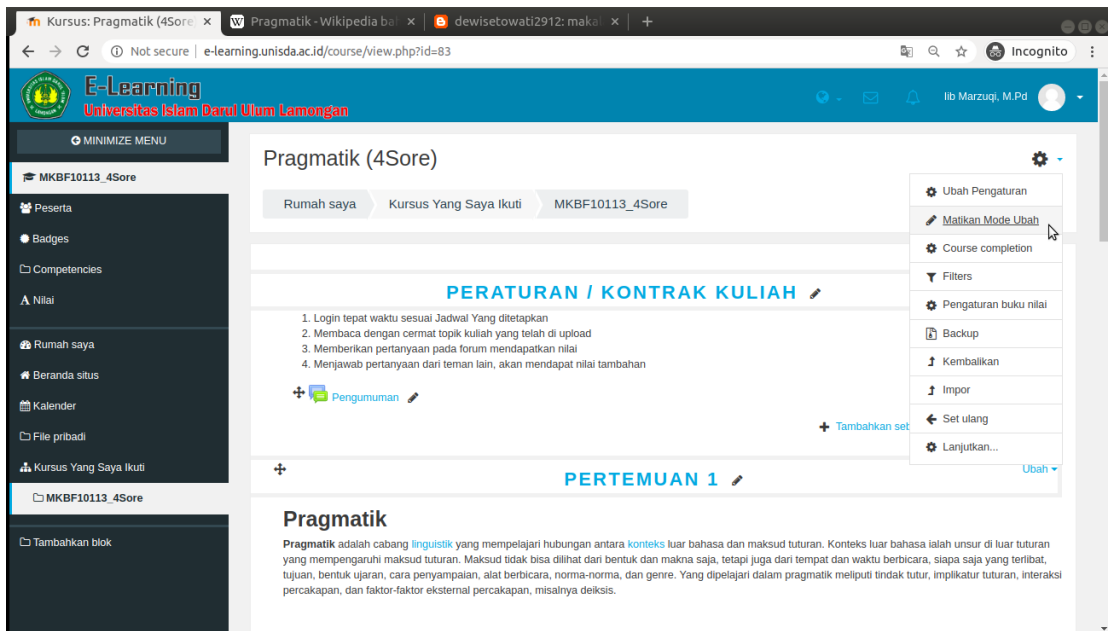 Kursus: Pragmatik (4Sore
Pragmatik - Wikipedia bah
dewisetowati2912: makal
Not secure | e-learning.unisda.ac.id/course/view.php?id=83
Incognito
E-Learning
Universitas Islam Darul Ulum Lamongan
Iib Marzuqi, M.Pd
MINIMIZE MENU
MKBF10113_4Sore
Peserta
Badges
Competencies
Nilai
Rumah saya
Beranda situs
Kalender
File pribadi
Kursus Yang Saya Ikuti
MKBF10113_4Sore
Tambahkan blok
Pragmatik (4Sore)
Rumah saya
Kursus Yang Saya Ikuti
MKBF10113_4Sore
Ubah Pengaturan
Matikan Mode Ubah
Course completion
Filters
Pengaturan buku nilai
Backup
Kembalikan
Impor
Set ulang
Lanjutkan...
PERATURAN / KONTRAK KULIAH
1. Login tepat waktu sesuai Jadwal Yang ditetapkan
2. Membaca dengan cermat topik kuliah yang telah di upload
3. Memberikan pertanyaan pada forum mendapatkan nilai
4. Menjawab pertanyaan dari teman lain, akan mendapat nilai tambahan
Pengumuman
Tambahkan seb
Ubah
PERTEMUAN 1
Pragmatik
Pragmatik adalah cabang linguistik yang mempelajari hubungan antara konteks luar bahasa dan maksud tuturan. Konteks luar bahasa ialah unsur di luar tuturan
yang mempengaruhi maksud tuturan. Maksud tidak bisa dilihat dari bentuk dan makna saja, tetapi juga dari tempat dan waktu berbicara, siapa saja yang terlibat,
tujuan, bentuk ujaran, cara penyampaian, alat berbicara, norma-norma, dan genre. Yang dipelajari dalam pragmatik meliputi tindak tutur, implikatur tuturan, interaksi
percakapan, dan faktor-faktor eksternal percakapan, misalnya deiksis.